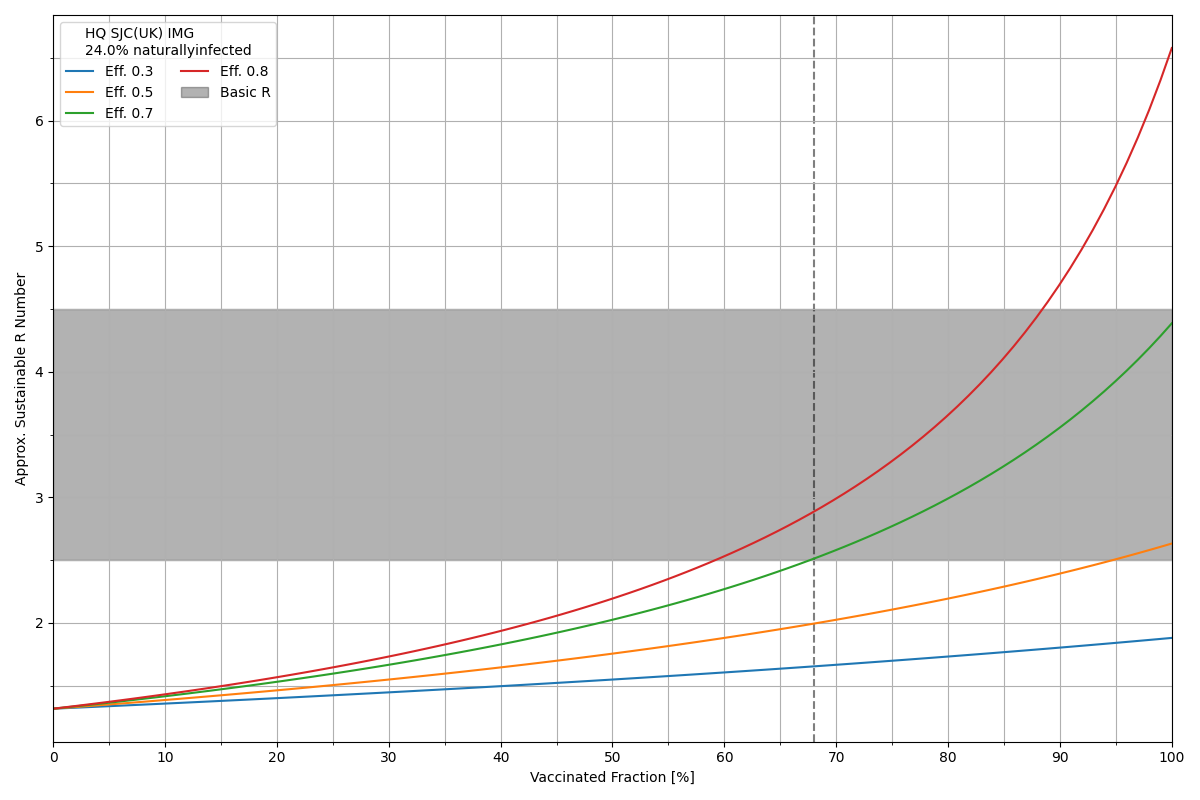 HQ SJC(UK) IMG
24.0% naturallyinfected
Eff. 0.3
Eff. 0.5
Eff. 0.7
Eff. 0.8
Basic R
Approx. Sustainable R Number
6
5
4
3
2
0 10 20 30 40 50 60 70 80 90 100
Vaccinated Fraction [%]